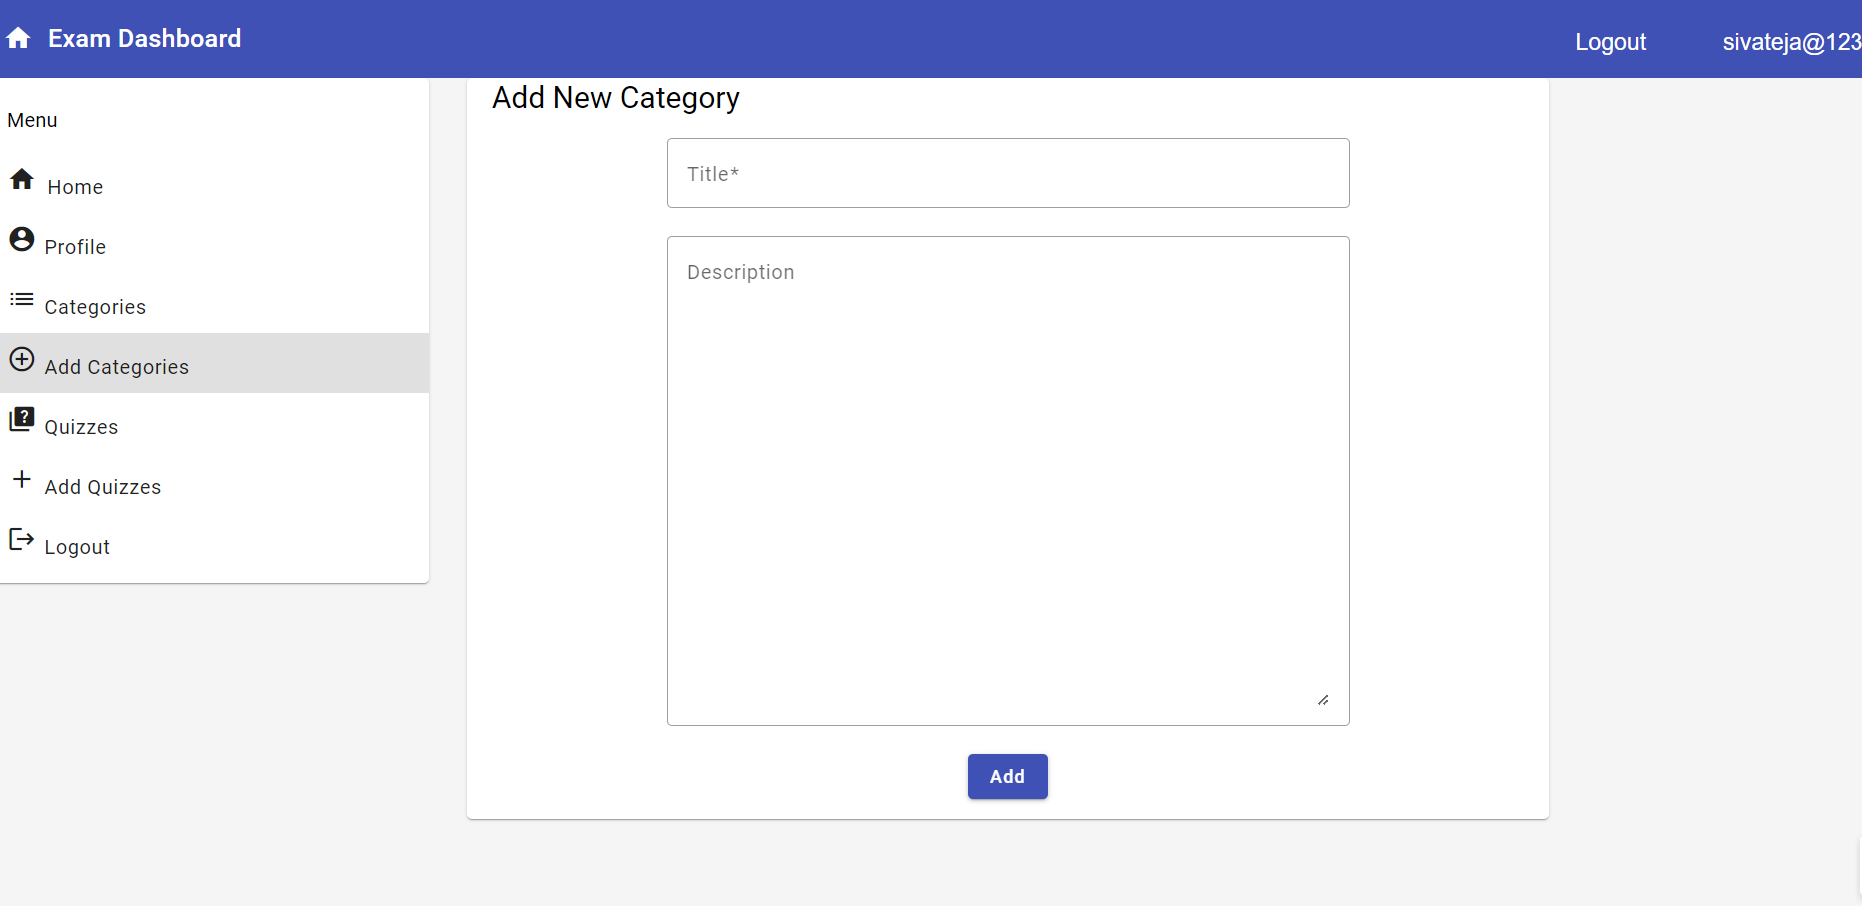 Exam Dashboard
Logout
sivateja@123
Menu
Home
Profile
Categories
Add Categories
Quizzes
Add Quizzes
Logout
Add New Category
Title*
Description
Add